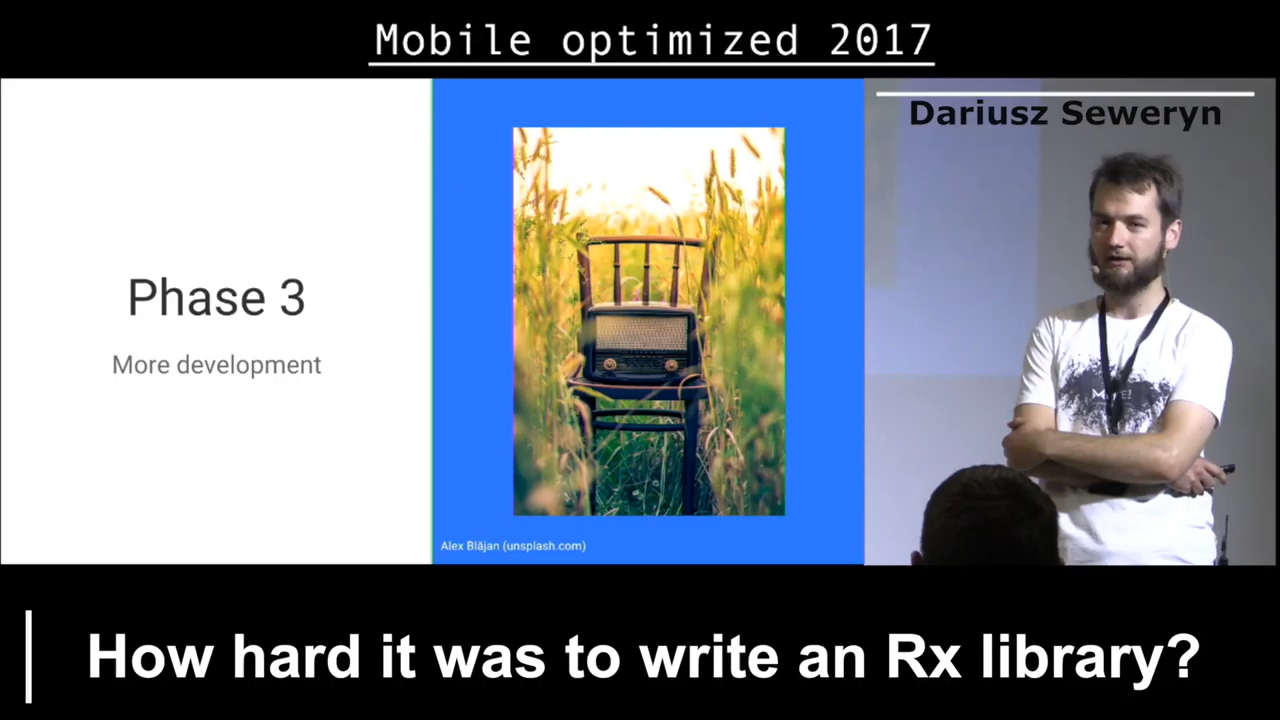 Mobile optimized 2017
Dariusz Seweryn
Phase 3
More development
Alex Blăjan (unsplash.com)
How hard it was to write an Rx library?